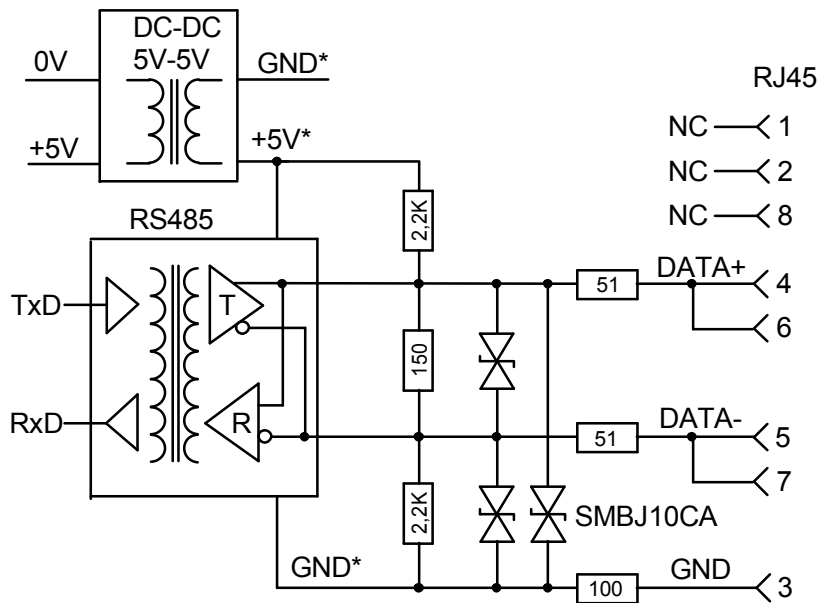 DC-DC
5V-5V
0V
GND*
+5V
+5V*
RJ45
NC 1
NC 2
NC 8
RS485
2,2K
TxD
T
51
DATA+
4
6
150
RxD
R
51
DATA-
5
7
2,2K
SMBJ10CA
GND*
100
GND
3